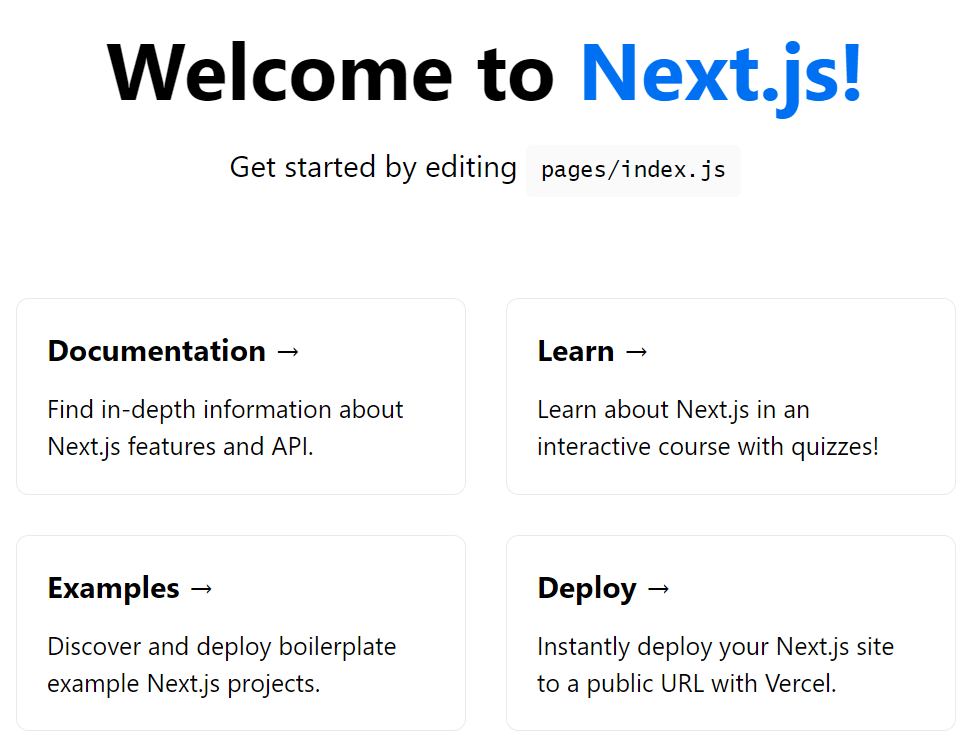 Welcome to Next.js!
Get started by editing pages/index.js
Documentation →
Find in-depth information about
Next.js features and API.
Learn →
Learn about Next.js in an
interactive course with quizzes!
Examples →
Discover and deploy boilerplate
example Next.js projects.
Deploy →
Instantly deploy your Next.js site
to a public URL with Vercel.